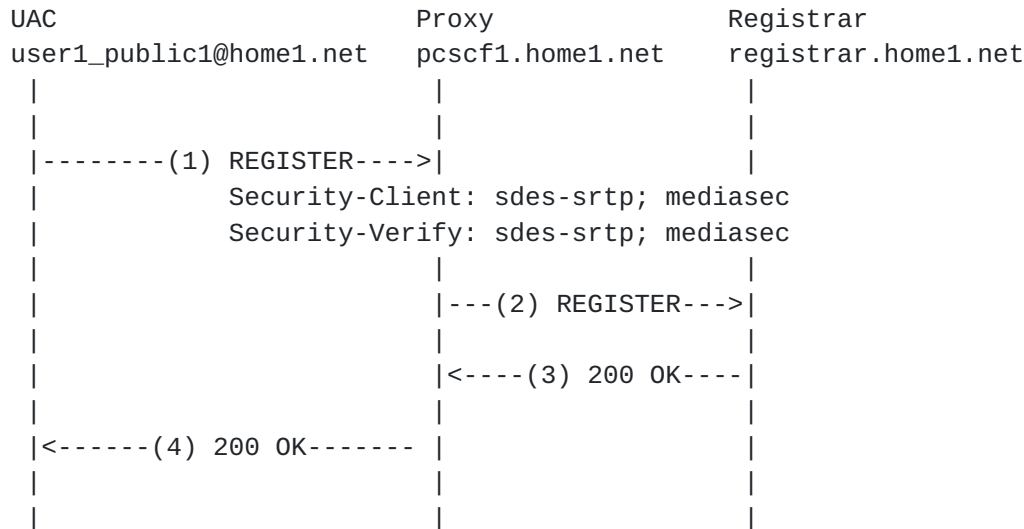 UAC Proxy Registrar
user1_public1@home1.net pcscf1.home1.net registrar.home1.net
| | |
| | |
|--------(1) REGISTER---->| |
| Security-Client: sdes-srtp; mediasec
| Security-Verify: sdes-srtp; mediasec
| | |
| |---(2) REGISTER--->|
| | |
| |<----(3) 200 OK----|
| | |
|<------(4) 200 OK------- | |
| | |
| | |